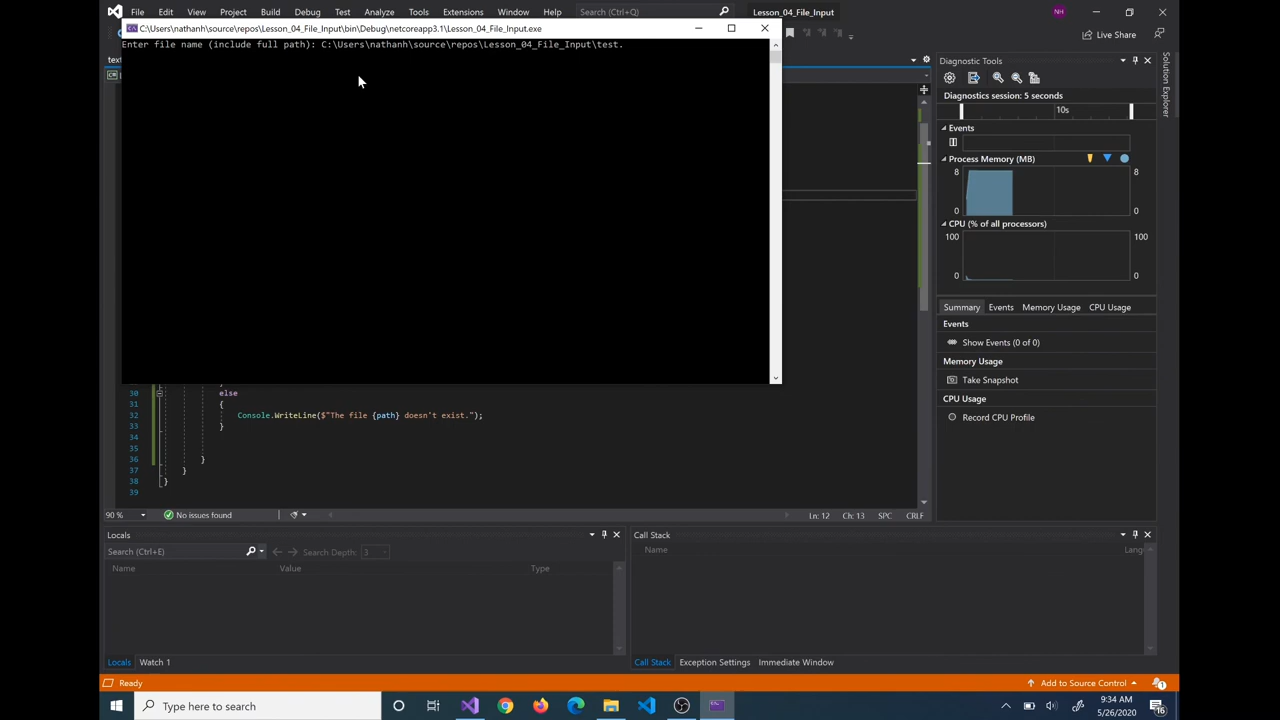 File Edit View Project Build Debug Test Analyze Tools Extensions Window Help Search (Ctrl+Q) Lesson_04_File_Input NH
C:\Users\nathanh\source\repos\Lesson_04_File_Input\bin\Debug\netcoreapp3.1\Lesson_04_File_Input.exe
Live Share
Enter file name (include full path): C:\Users\nathanh\source\repos\Lesson_04_File_Input\test.
Diagnostic Tools
Solution Explorer
Diagnostics session: 5 seconds
10s
Events
Process Memory (MB)
8 8
0 0
CPU (% of all processors)
100 100
0 0
Summary Events Memory Usage CPU Usage
Events
Show Events (0 of 0)
Memory Usage
Take Snapshot
CPU Usage
Record CPU Profile
30 else
31 {
32 Console.WriteLine($"The file {path} doesn't exist.");
33 }
34
35
36 }
37 }
38 }
39
90 % No issues found Ln: 12 Ch: 13 SPC CRLF
Locals
Search (Ctrl+E) Search Depth: 3
Name Value Type
Call Stack
Name Lang
Locals Watch 1
Call Stack Exception Settings Immediate Window
Ready Add to Source Control 1
Type here to search
9:34 AM
5/26/2020
16